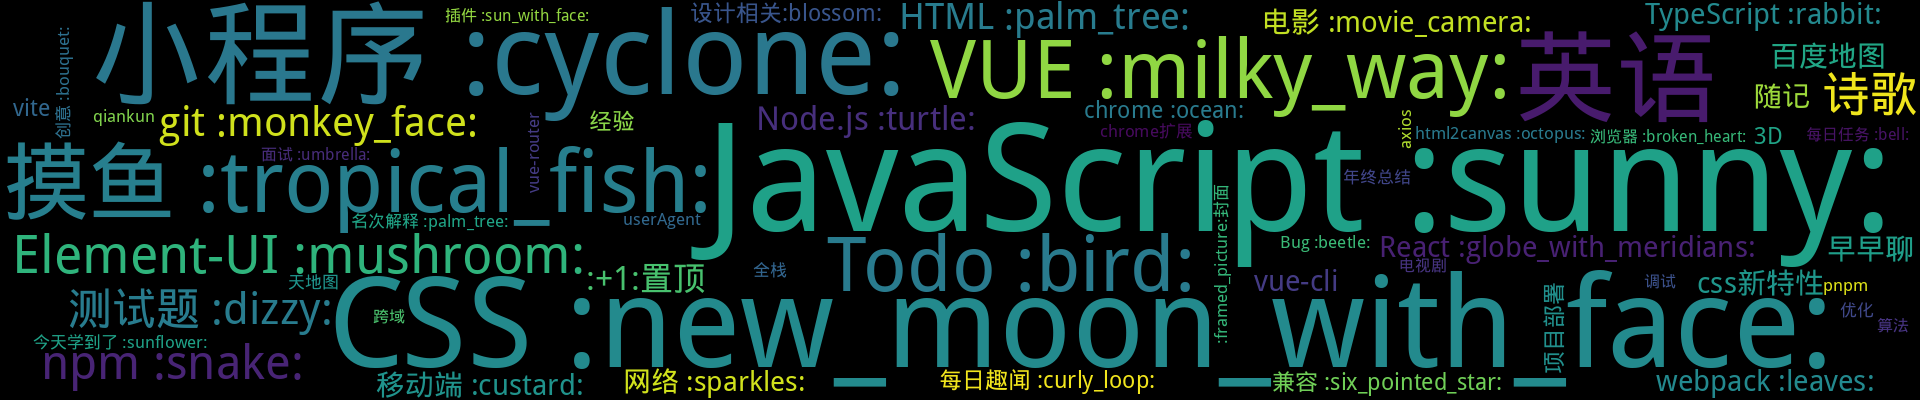 小程序 :cyclone:
插件 :sun_with_face:
设计相关:blossom:
HTML :palm_tree:
电影 :movie_camera:
TypeScript :rabbit:
VUE :milky_way:
英语
百度地图
创意 :bouquet:
vite
qiankun
git :monkey_face:
经验
Node.js :turtle:
chrome :ocean:
chrome扩展
随记
诗歌
axios
html2canvas :octopus:
浏览器 :broken_heart:
3D
每日任务 :bell:
摸鱼 :tropical_fish:
面试 :umbrella:
vue-router
JavaScript :sunny:
年终总结
名次解释 :palm_tree:
userAgent
:framed_picture:封面
Element-UI :mushroom:
:+1:置顶
全栈
Todo :bird:
Bug :beetle:
React :globe_with_meridians:
早早聊
电视剧
天地图
vue-cli
调试
css新特性
pnpm
测试题 :dizzy:
CSS :new_moon_with_face:
跨域
项目部署
优化
算法
今天学到了 :sunflower:
npm :snake:
移动端 :custard:
网络 :sparkles:
每日趣闻 :curly_loop:
兼容 :six_pointed_star:
webpack :leaves: